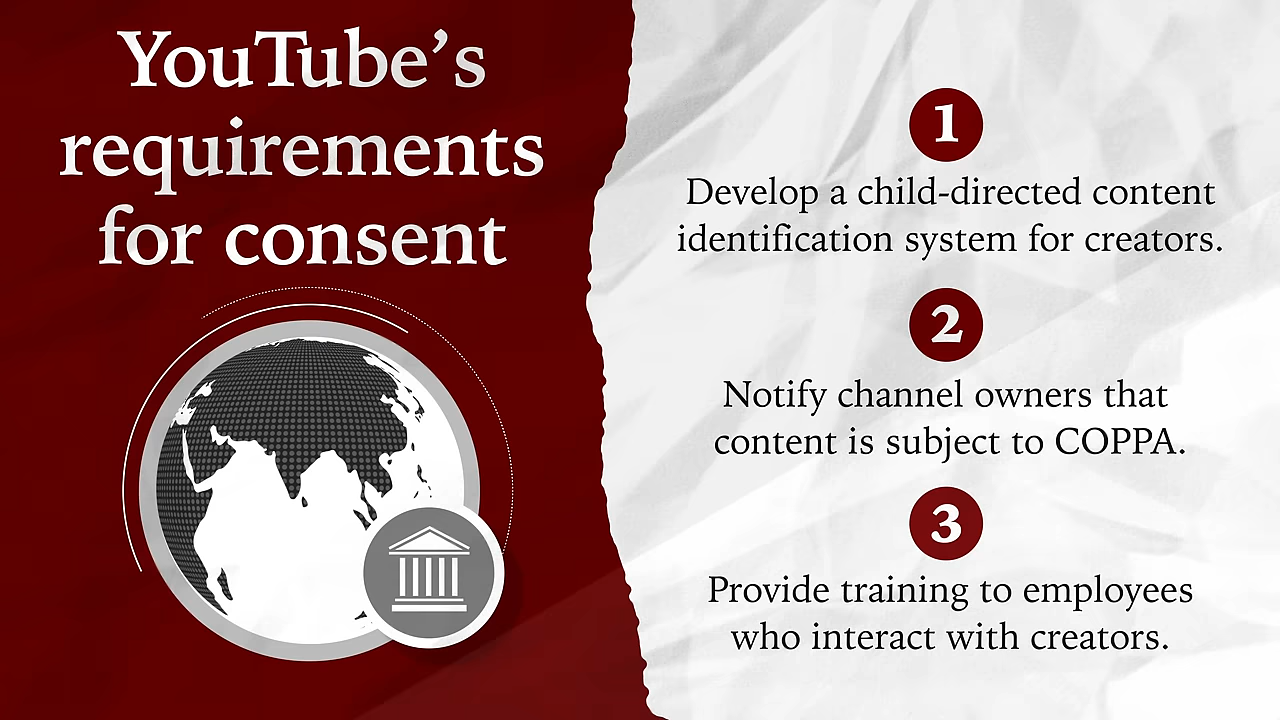 YouTube’s
requirements
for consent
1
Develop a child-directed content
identification system for creators.
2
Notify channel owners that
content is subject to COPPA.
3
Provide training to employees
who interact with creators.